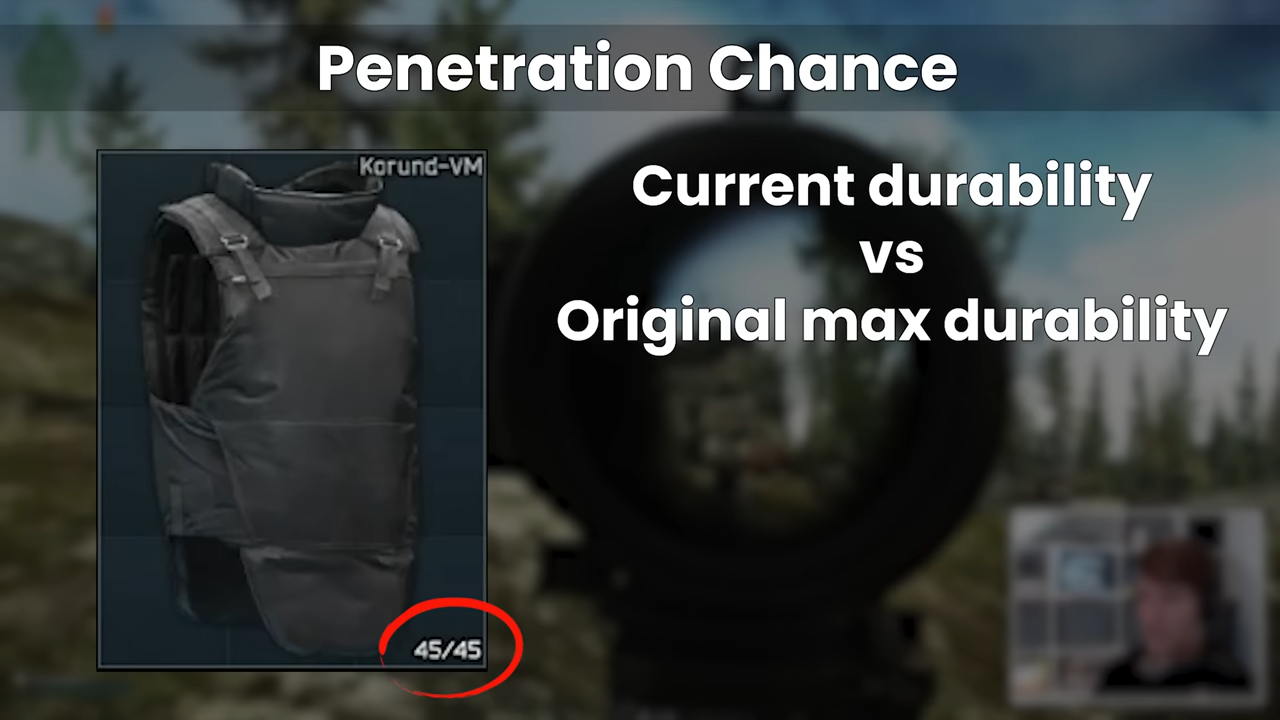 Penetration Chance
Korund-VM
Current durability
vs
Original max durability
45/45